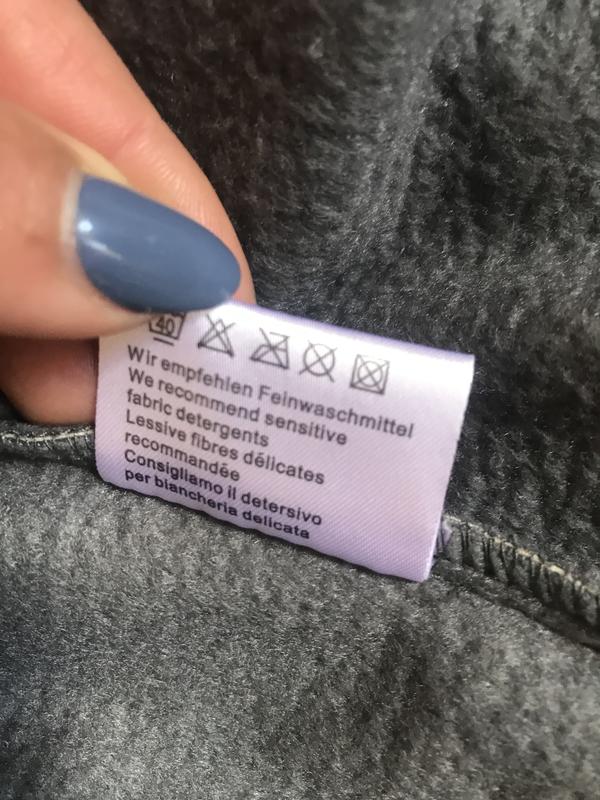 40
Wir empfehlen Feinwaschmittel
We recommend sensitive
fabric detergents
Lessive fibres délicates
recommandée
Consigliamo il detersivo
per biancheria delicata